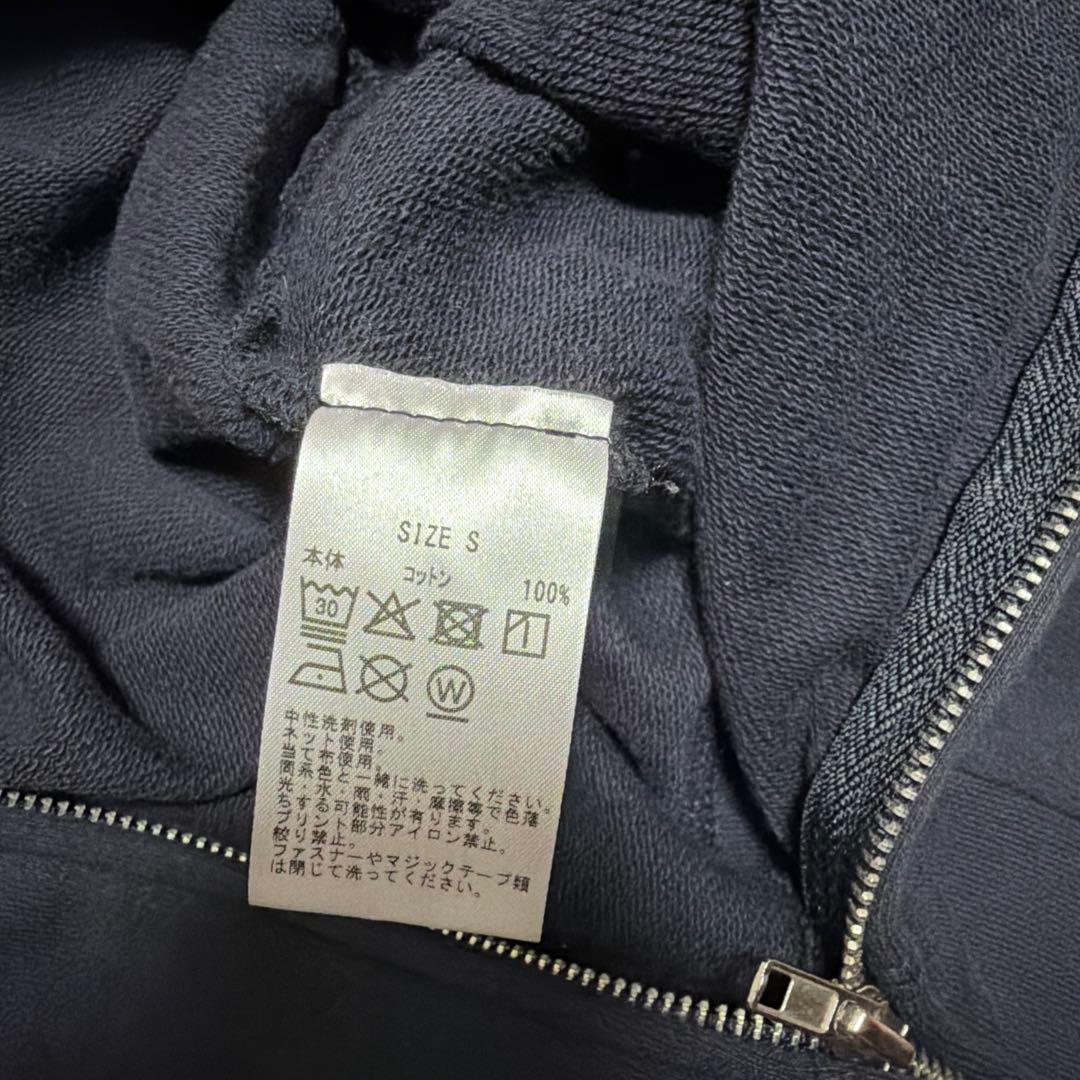 SIZE S
本体
コットン 100%
30
W
中性洗剤使用。
ネット使用。
当て布使用。
同系色と一緒に洗ってください。
光・水・雨・汗・摩擦等で色落
ちする可能性が有ります。
プリント部分アイロン禁止。
絞り禁止。
ファスナーやマジックテープ類
は閉じて洗ってください。